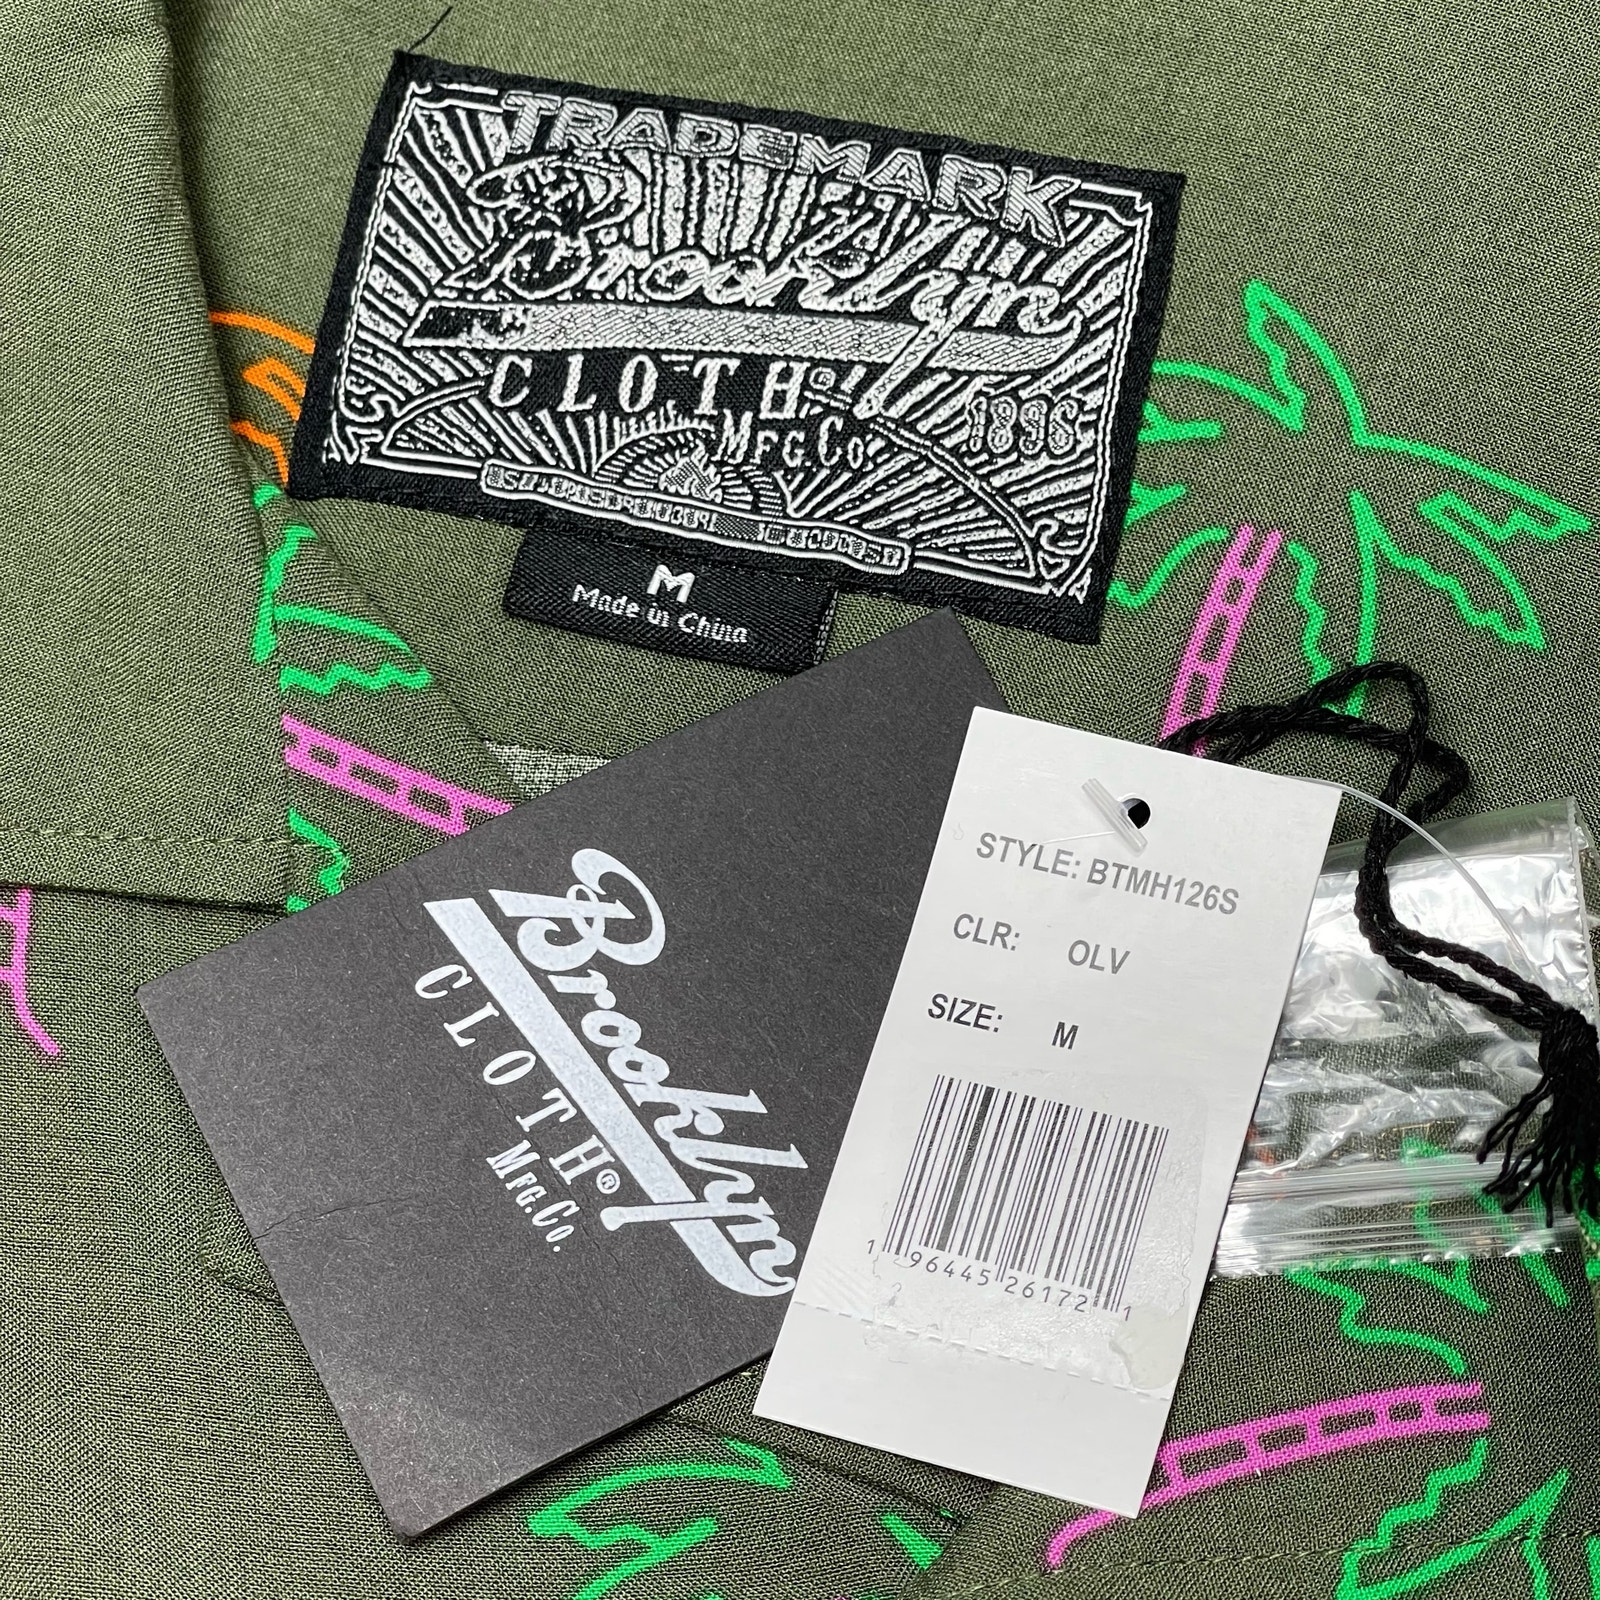 TRADEMARK
Brooklyn
CLOTH®
MFG.CO
1896
M
Made in China
Brooklyn
CLOTH®
MFG.CO.
STYLE: BTMH126S
CLR: OLV
SIZE: M
1 96445 26172 1